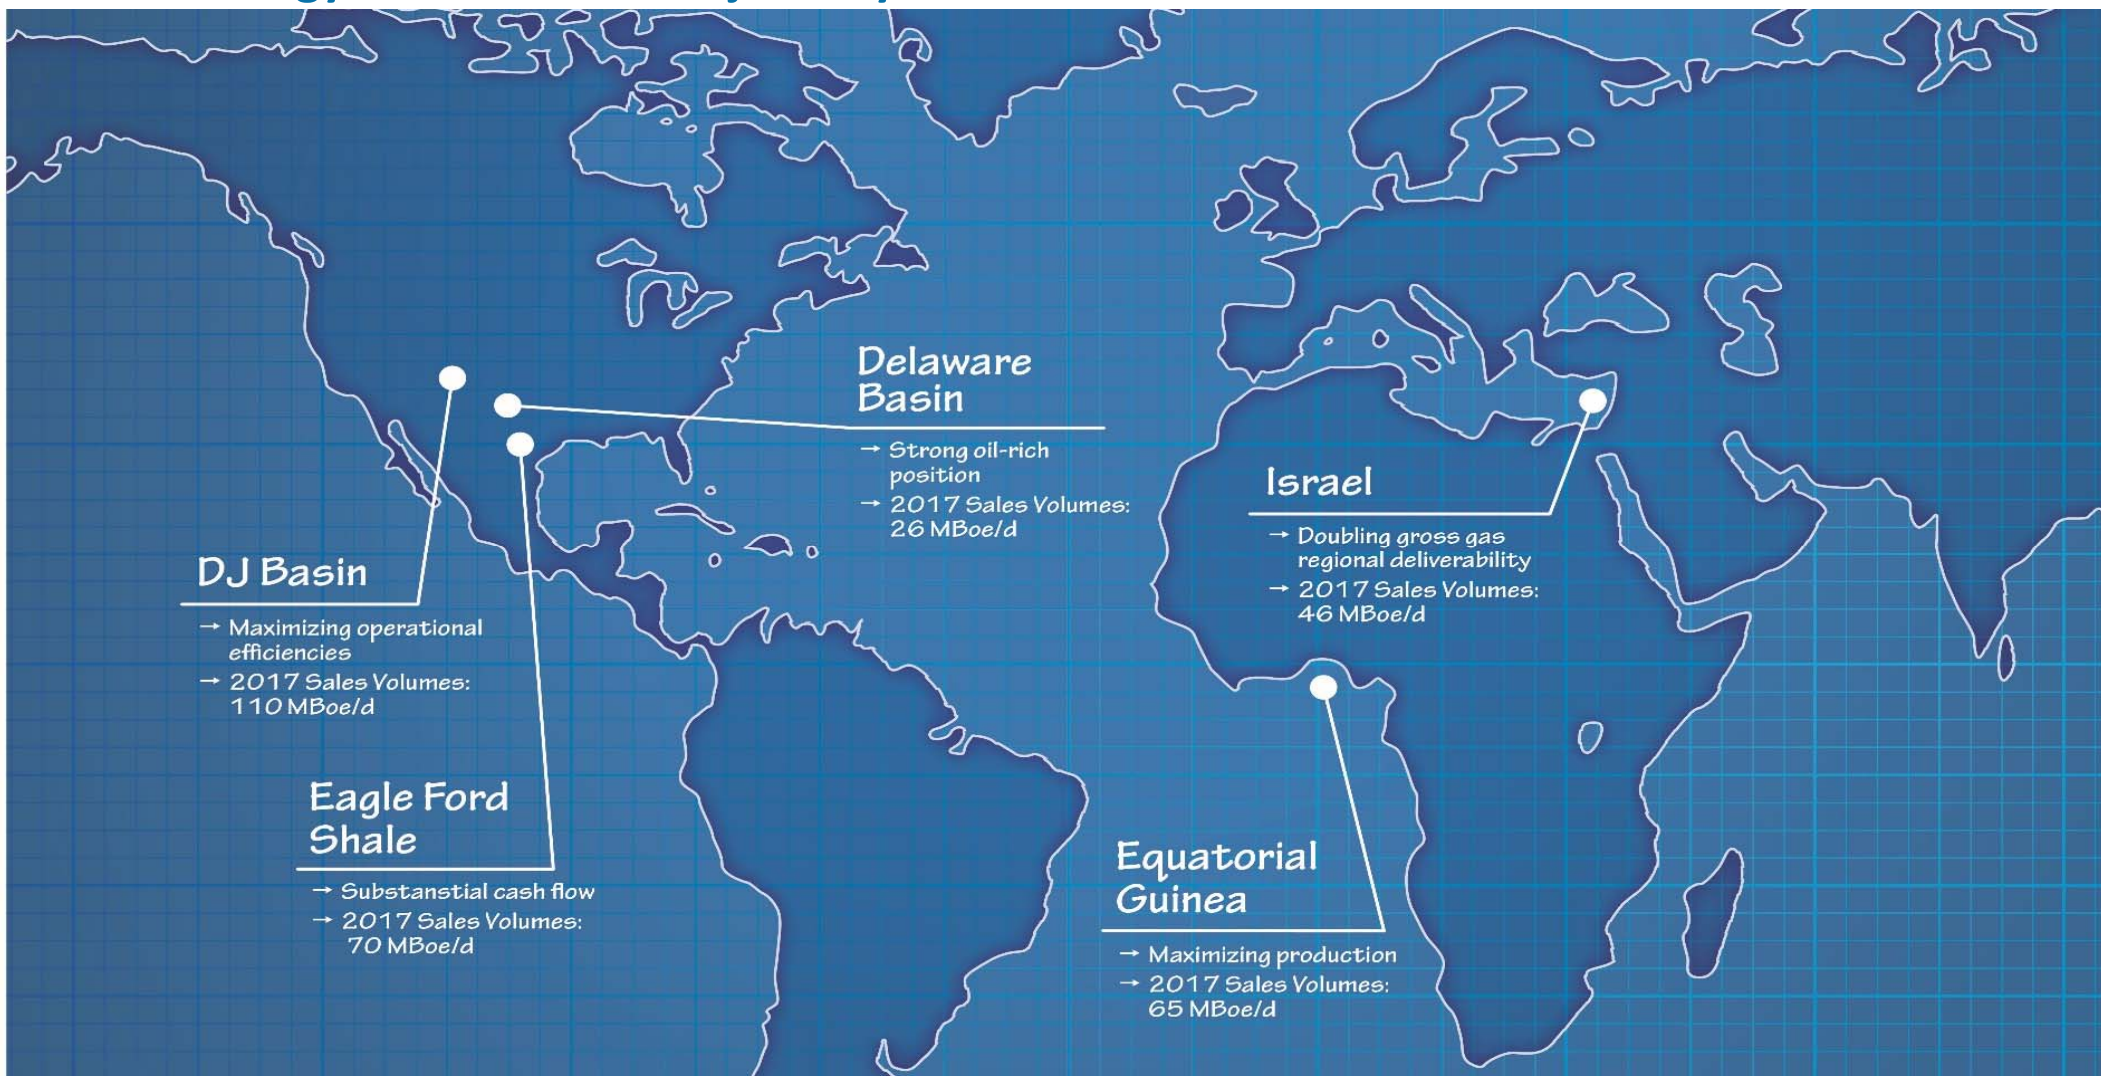 Delaware
Basin
→ Strong oil-rich
position
→ 2017 Sales Volumes:
26 MBoe/d
Israel
→ Doubling gross gas
regional deliverability
→ 2017 Sales Volumes:
46 MBoe/d
DJ Basin
→ Maximizing operational
efficiencies
→ 2017 Sales Volumes:
110 MBoe/d
Eagle Ford
Shale
→ Substanstial cash flow
→ 2017 Sales Volumes:
70 MBoe/d
Equatorial
Guinea
→ Maximizing production
→ 2017 Sales Volumes:
65 MBoe/d